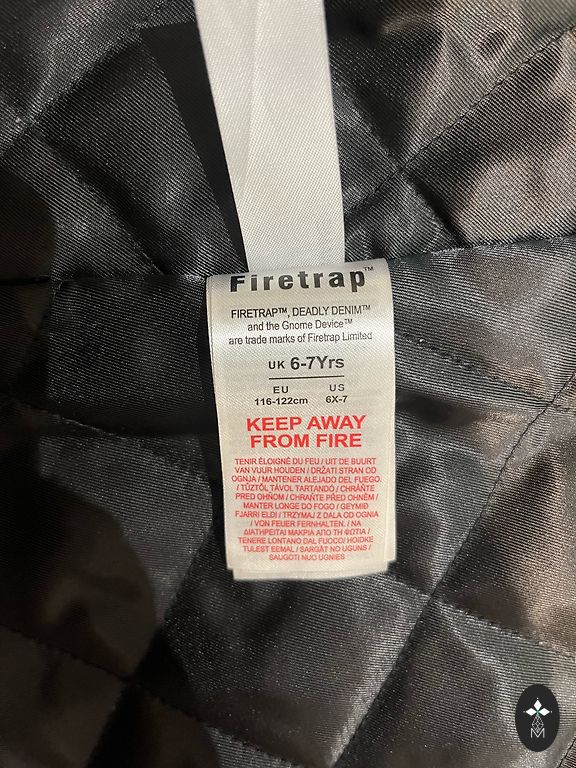 Firetrap™
FIRETRAP™, DEADLY DENIM™
and the Gnome Device™
are trade marks of Firetrap Limited
UK 6-7Yrs
EU US
116-122cm 6X-7
KEEP AWAY
FROM FIRE
TENIR ÉLOIGNÉ DU FEU / UIT DE BUURT
VAN VUUR HOUDEN / DRŽATI STRAN OD
OGNJA / MANTENER ALEJADO DEL FUEGO.
/ TŰZTŐL TÁVOL TARTANDÓ / CHRÁŇTE
PRED OHŇOM / CHRAŇTE PŘED OHNĚM /
MANTER LONGE DO FOGO / GEYMIÐ
FJARRI ELDI / TRZYMAJ Z DALA OD OGNIA
/ VON FEUER FERNHALTEN. / ΝΑ
ΔΙΑΤΗΡΕΙΤΑΙ ΜΑΚΡΙΑ ΑΠΟ ΤΗ ΦΩΤΙΑ /
TENERE LONTANO DAL FUOCO/ HOIDKE
TULEST EEMAL / SARGĀT NO UGUNS /
SAUGOTI NUO UGNIES
M